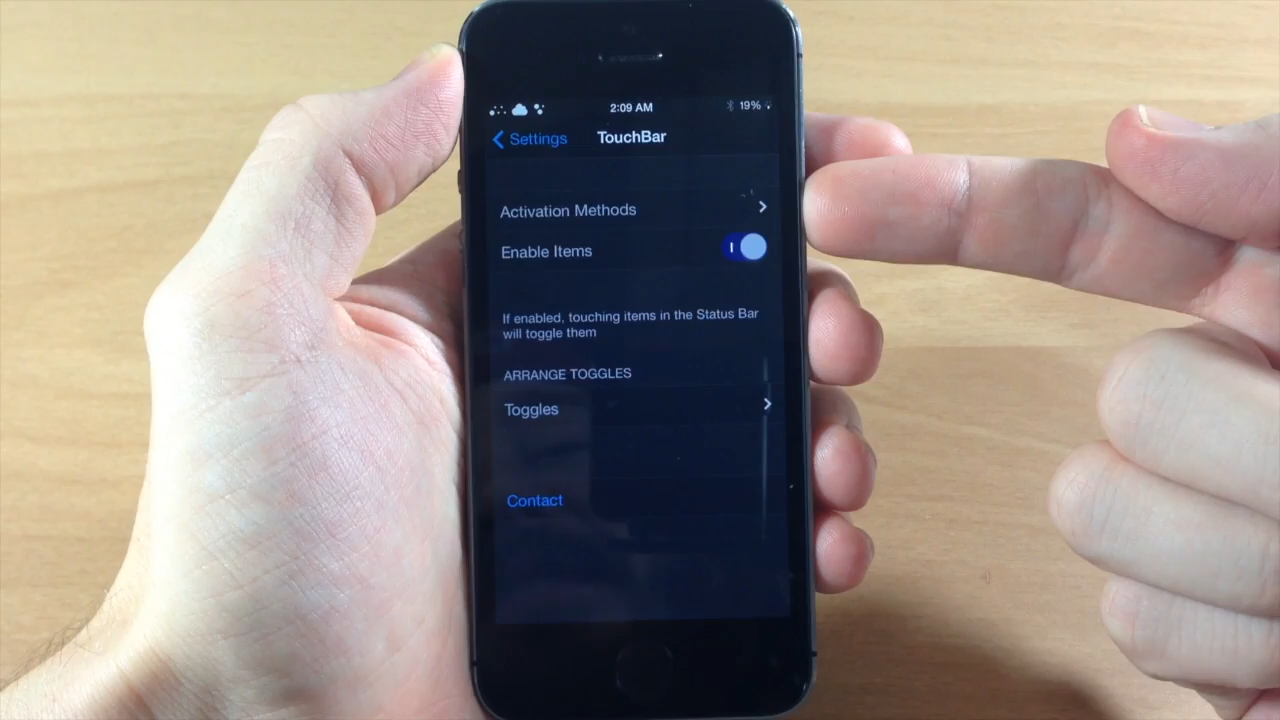 2:09 AM
19%
Settings
TouchBar
Activation Methods
Enable Items
If enabled, touching items in the Status Bar
will toggle them
ARRANGE TOGGLES
Toggles
Contact